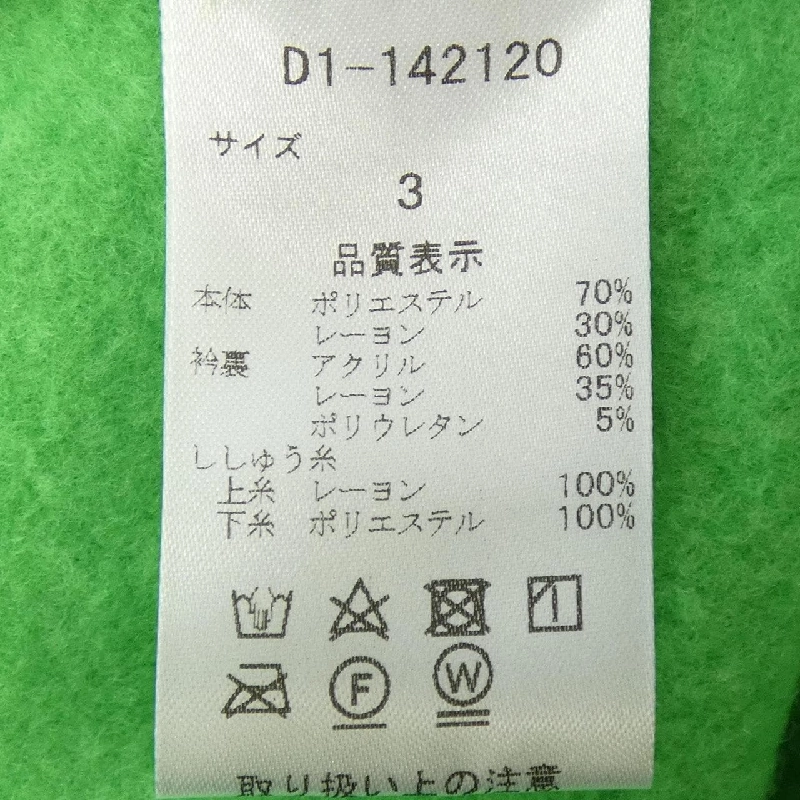 D1-142120
サイズ
3
品質表示
本体 ポリエステル 70%
レーヨン 30%
衿裏 アクリル 60%
レーヨン 35%
ポリウレタン 5%
ししゅう糸
上糸 レーヨン 100%
下糸 ポリエステル 100%
F W
取り扱い上の注意